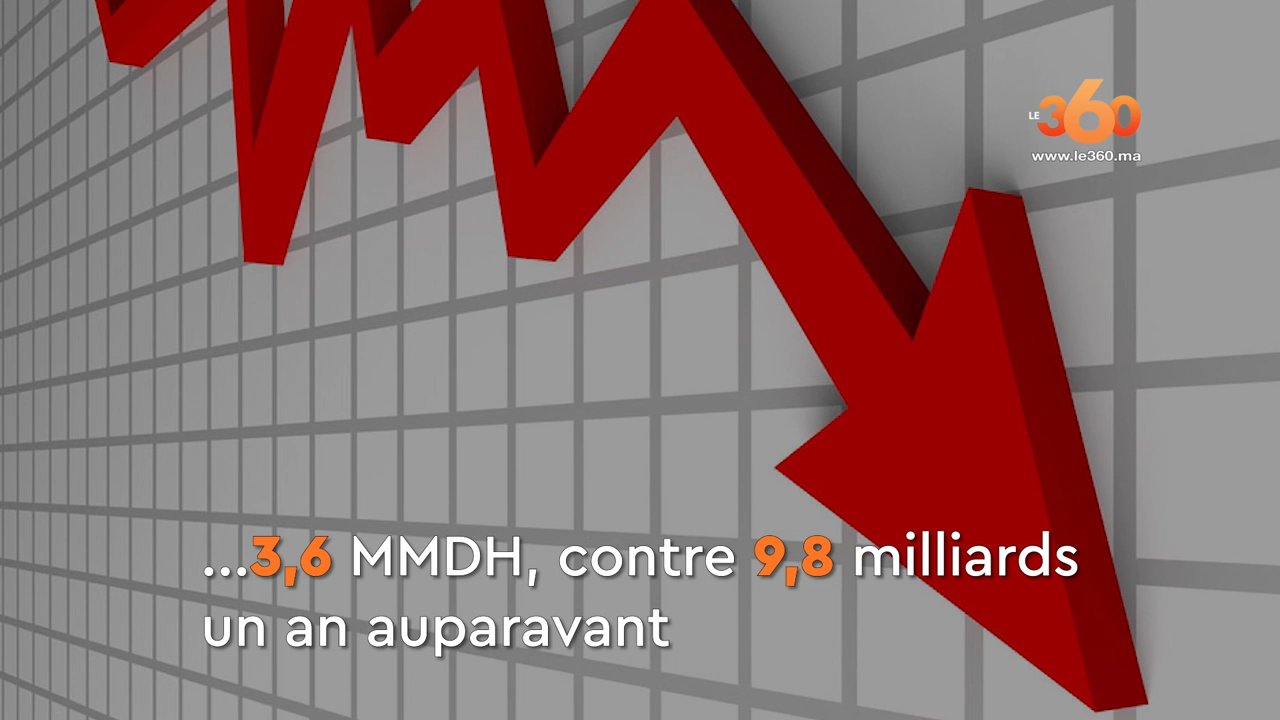 LE 360
www.le360.ma
...3,6 MMDH, contre 9,8 milliards
un an auparavant